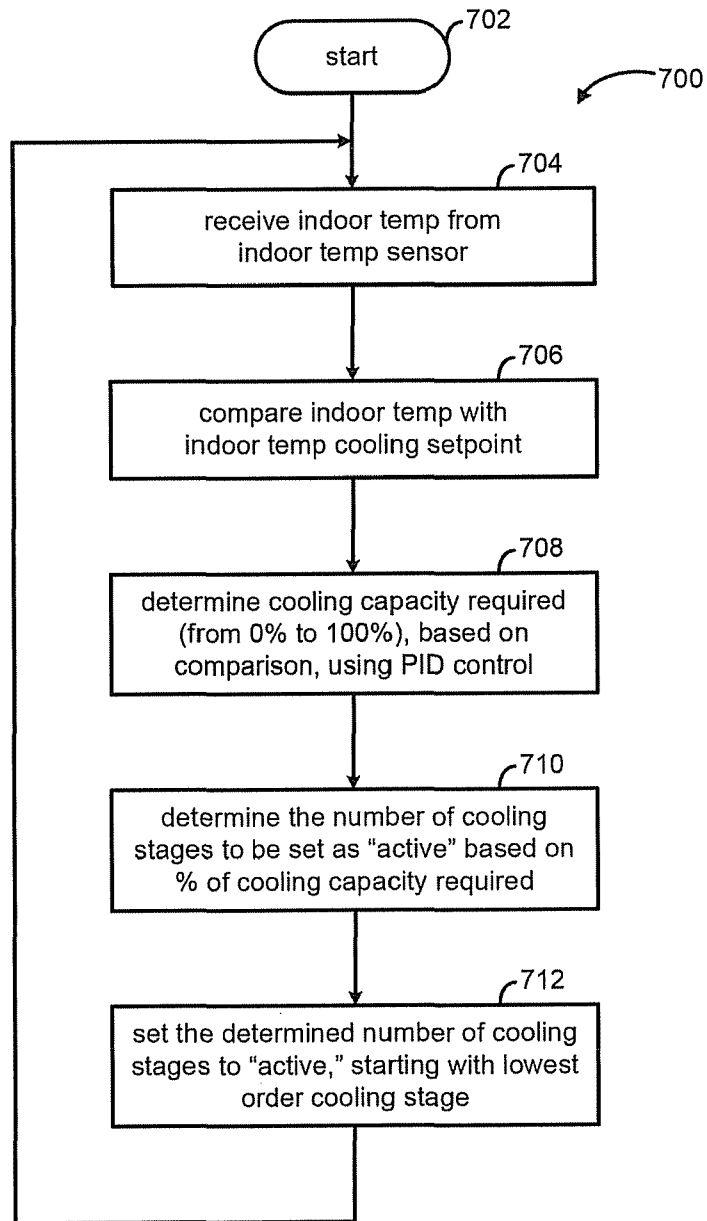 702
start
700
704
receive indoor temp from
indoor temp sensor
706
compare indoor temp with
indoor temp cooling setpoint
708
determine cooling capacity required
(from 0% to 100%), based on
comparison, using PID control
710
determine the number of cooling
stages to be set as “active” based on
% of cooling capacity required
712
set the determined number of cooling
stages to “active,” starting with lowest
order cooling stage